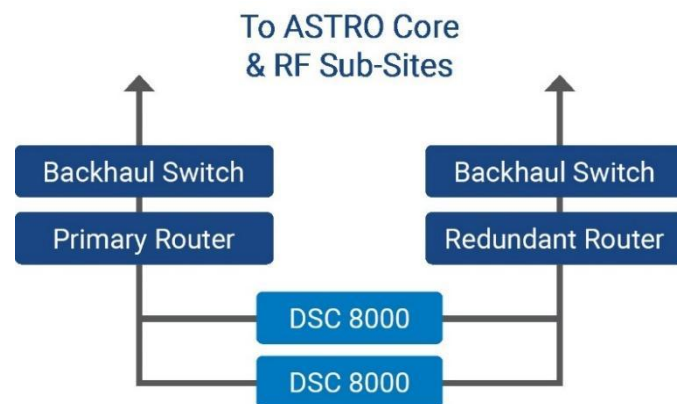 To ASTRO Core
& RF Sub-Sites
Backhaul Switch
Backhaul Switch
Primary Router
Redundant Router
DSC 8000
DSC 8000